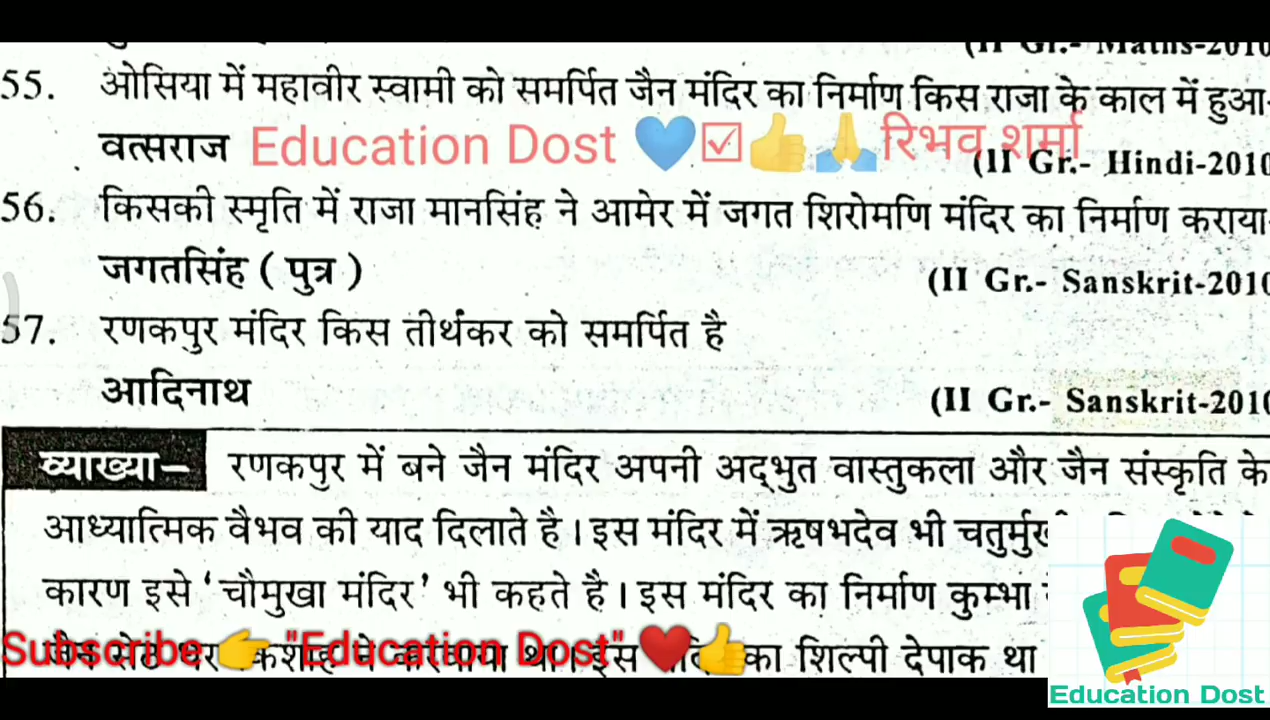 (II Gr.- Maths-2010
55. ओसिया में महावीर स्वामी को समर्पित जैन मंदिर का निर्माण किस राजा के काल में हुआ-
वत्सराज Education Dost 💙☑👍🙏रिभव शर्मा
(II Gr.- Hindi-2010
56. किसकी स्मृति में राजा मानसिंह ने आमेर में जगत शिरोमणि मंदिर का निर्माण कराया-
जगतसिंह ( पुत्र ) (II Gr.- Sanskrit-2010
57. रणकपुर मंदिर किस तीर्थंकर को समर्पित है
आदिनाथ (II Gr.- Sanskrit-2010
व्याख्या– रणकपुर में बने जैन मंदिर अपनी अद्भुत वास्तुकला और जैन संस्कृति के
आध्यात्मिक वैभव की याद दिलाते है। इस मंदिर में ऋषभदेव भी
कारण इसे ‘चौमुखा मंदिर’ भी कहते है। इस मंदिर का निर्माण कुम्भा
Subscribe 👉 "Education Dost" ❤👍
का शिल्पी देपाक था
Education Dost